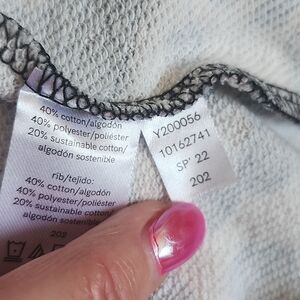 40% cotton/algodón
40% polyester/poliéster
20% sustainable cotton/
algodón sostenible
rib/tejido:
40% cotton/algodón
40% polyester/poliéster
20% sustainable cotton/
algodón sostenible
202
Y200056
10162741
SP' 22
202